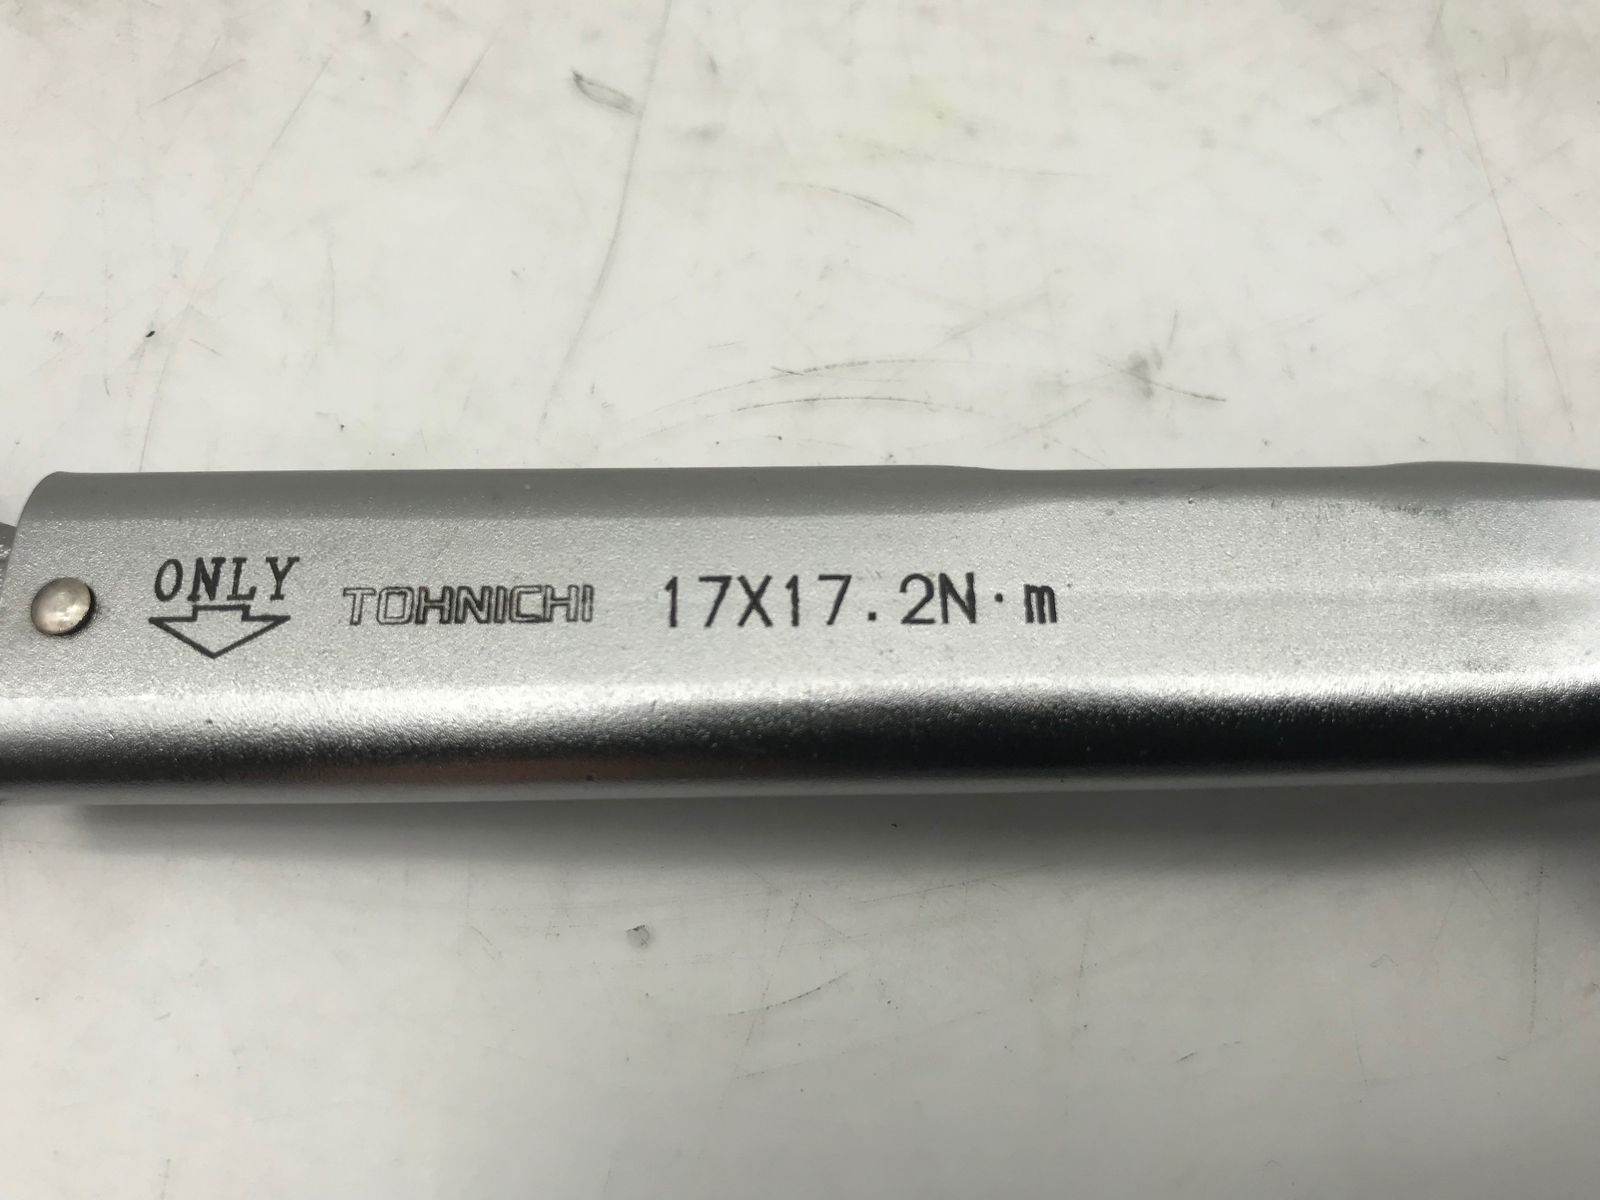 ONLY TOHNICHI 17X17.2N·m